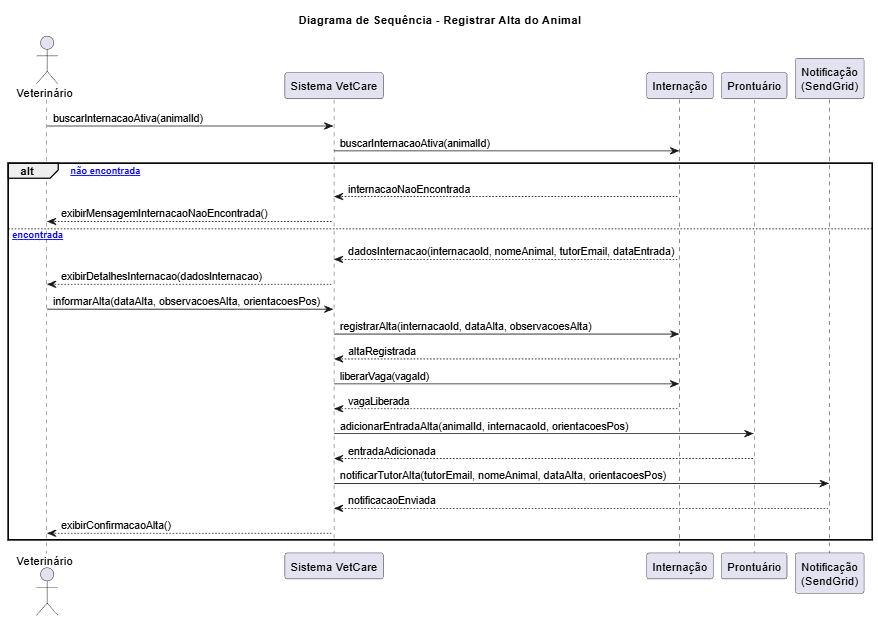 Diagrama de Sequência - Registrar Alta do Animal
Veterinário
Sistema VetCare
Internação
Prontuário
Notificação
(SendGrid)
buscarInternacaoAtiva(animalId)
buscarInternacaoAtiva(animalId)
alt
não encontrada
internacaoNaoEncontrada
exibirMensagemInternacaoNaoEncontrada()
encontrada
dadosInternacao(internacaoId, nomeAnimal, tutorEmail, dataEntrada)
exibirDetalhesInternacao(dadosInternacao)
informarAlta(dataAlta, observacoesAlta, orientacoesPos)
registrarAlta(internacaoId, dataAlta, observacoesAlta)
altaRegistrada
liberarVaga(vagaId)
vagaLiberada
adicionarEntradaAlta(animalId, internacaoId, orientacoesPos)
entradaAdicionada
notificarTutorAlta(tutorEmail, nomeAnimal, dataAlta, orientacoesPos)
notificacaoEnviada
exibirConfirmacaoAlta()
Veterinário
Sistema VetCare
Internação
Prontuário
Notificação
(SendGrid)